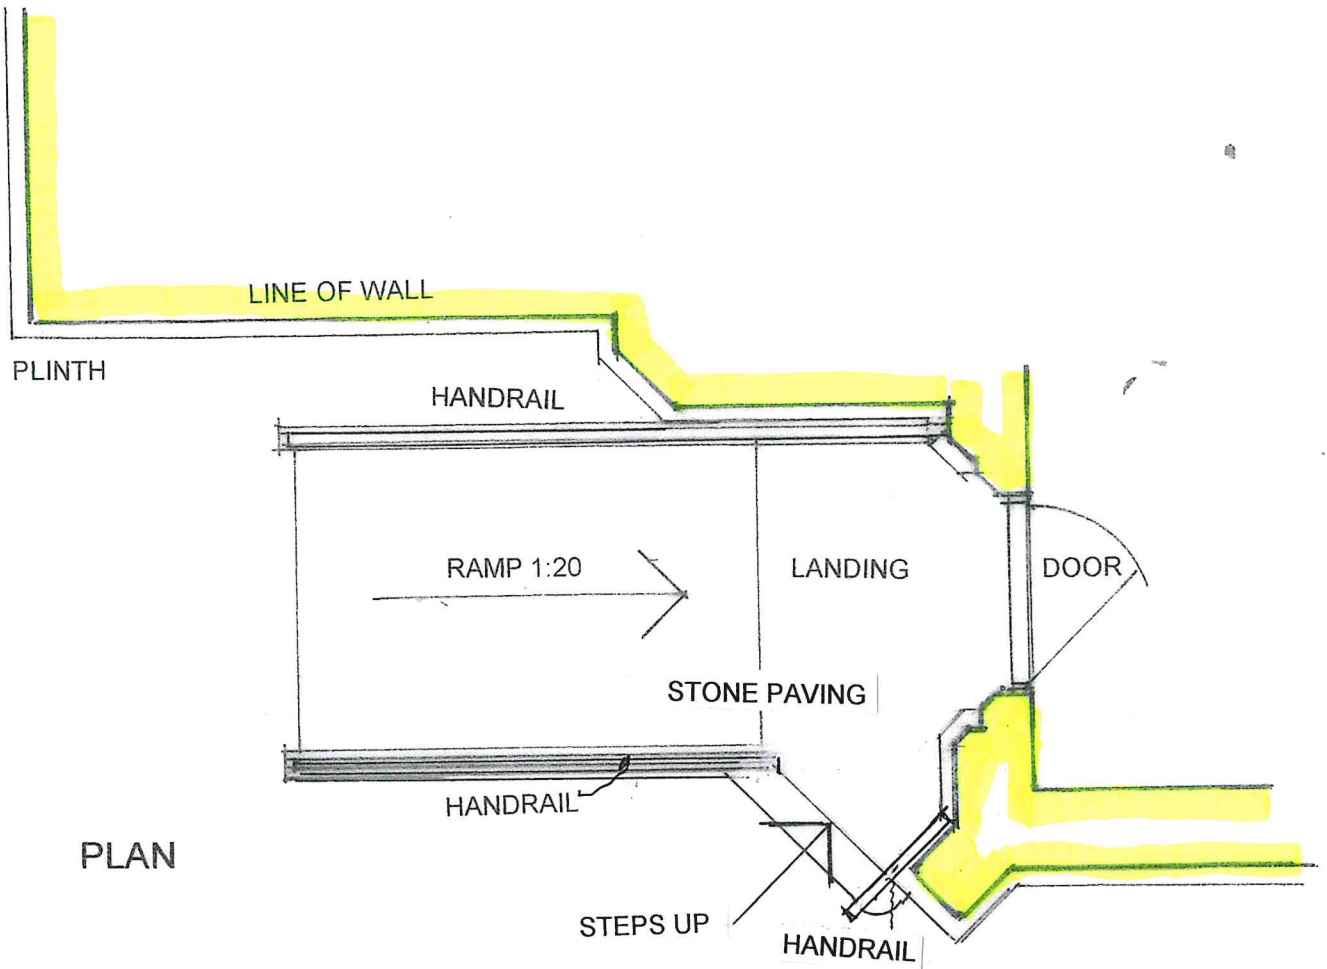 LINE OF WALL
PLINTH
HANDRAIL
RAMP 1:20
LANDING
DOOR
STONE PAVING
HANDRAIL
PLAN
STEPS UP
HANDRAIL